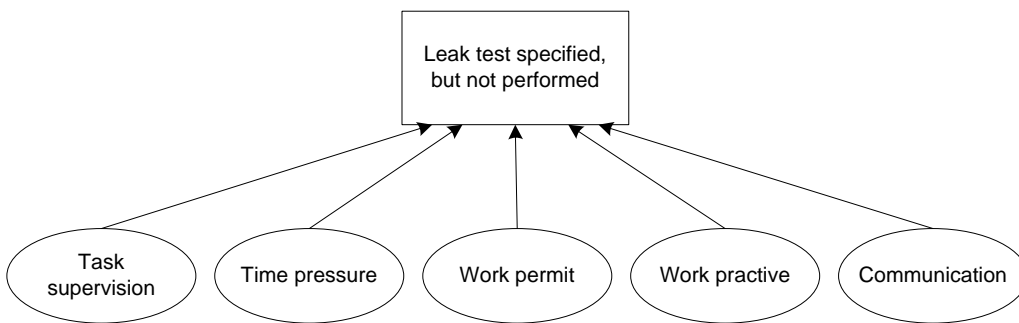 Leak test specified,
but not performed
Task
supervision
Time pressure
Work permit
Work practive
Communication